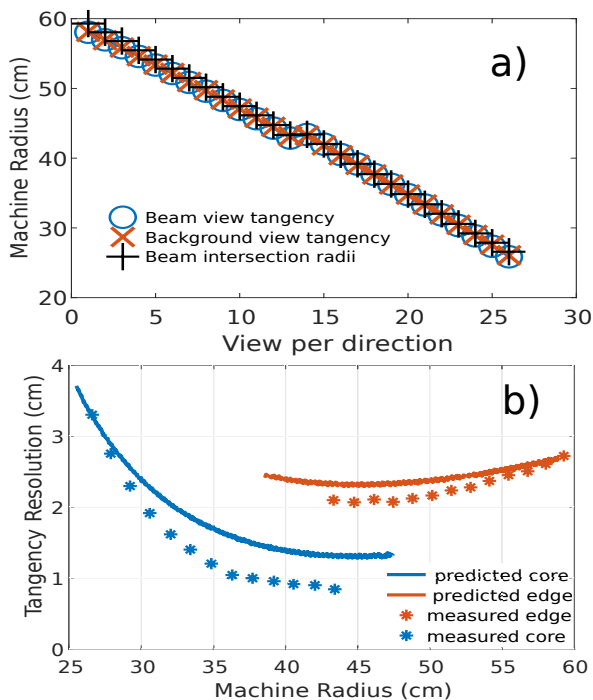 60
50
40
30
20
Machine Radius (cm)
a)
Beam view tangency
Background view tangency
Beam intersection radii
0 5 10 15 20 25 30
View per direction
4
3
2
1
0
Tangency Resolution (cm)
b)
predicted core
predicted edge
measured edge
measured core
25 30 35 40 45 50 55 60
Machine Radius (cm)